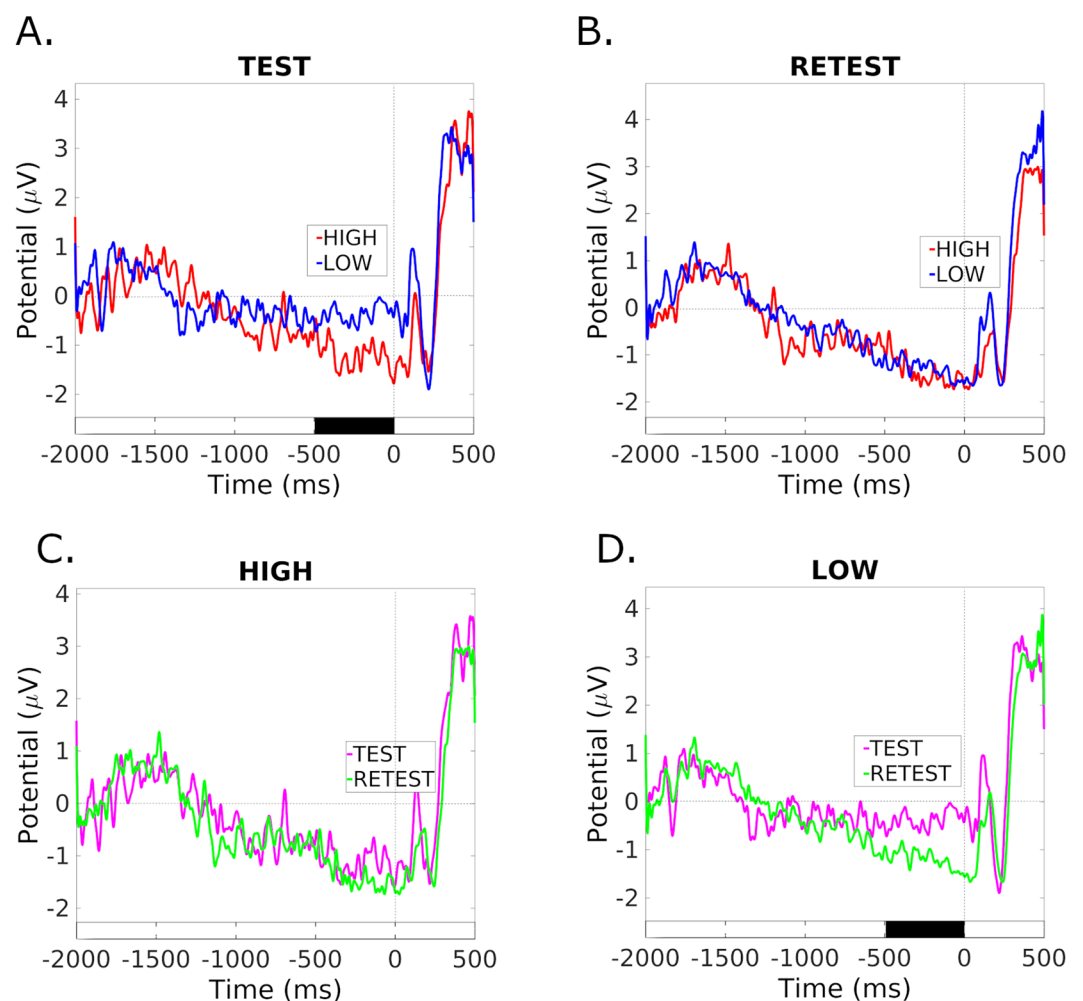 A.
TEST
Potential (µV)
4
3
2
1
0
-1
-2
HIGH
LOW
-2000 -1500 -1000 -500 0 500
Time (ms)
B.
RETEST
Potential (µV)
4
3
2
1
0
-1
-2
HIGH
LOW
-2000 -1500 -1000 -500 0 500
Time (ms)
C.
HIGH
Potential (µV)
4
3
2
1
0
-1
-2
TEST
RETEST
-2000 -1500 -1000 -500 0 500
Time (ms)
D.
LOW
Potential (µV)
4
3
2
1
0
-1
-2
TEST
RETEST
-2000 -1500 -1000 -500 0 500
Time (ms)